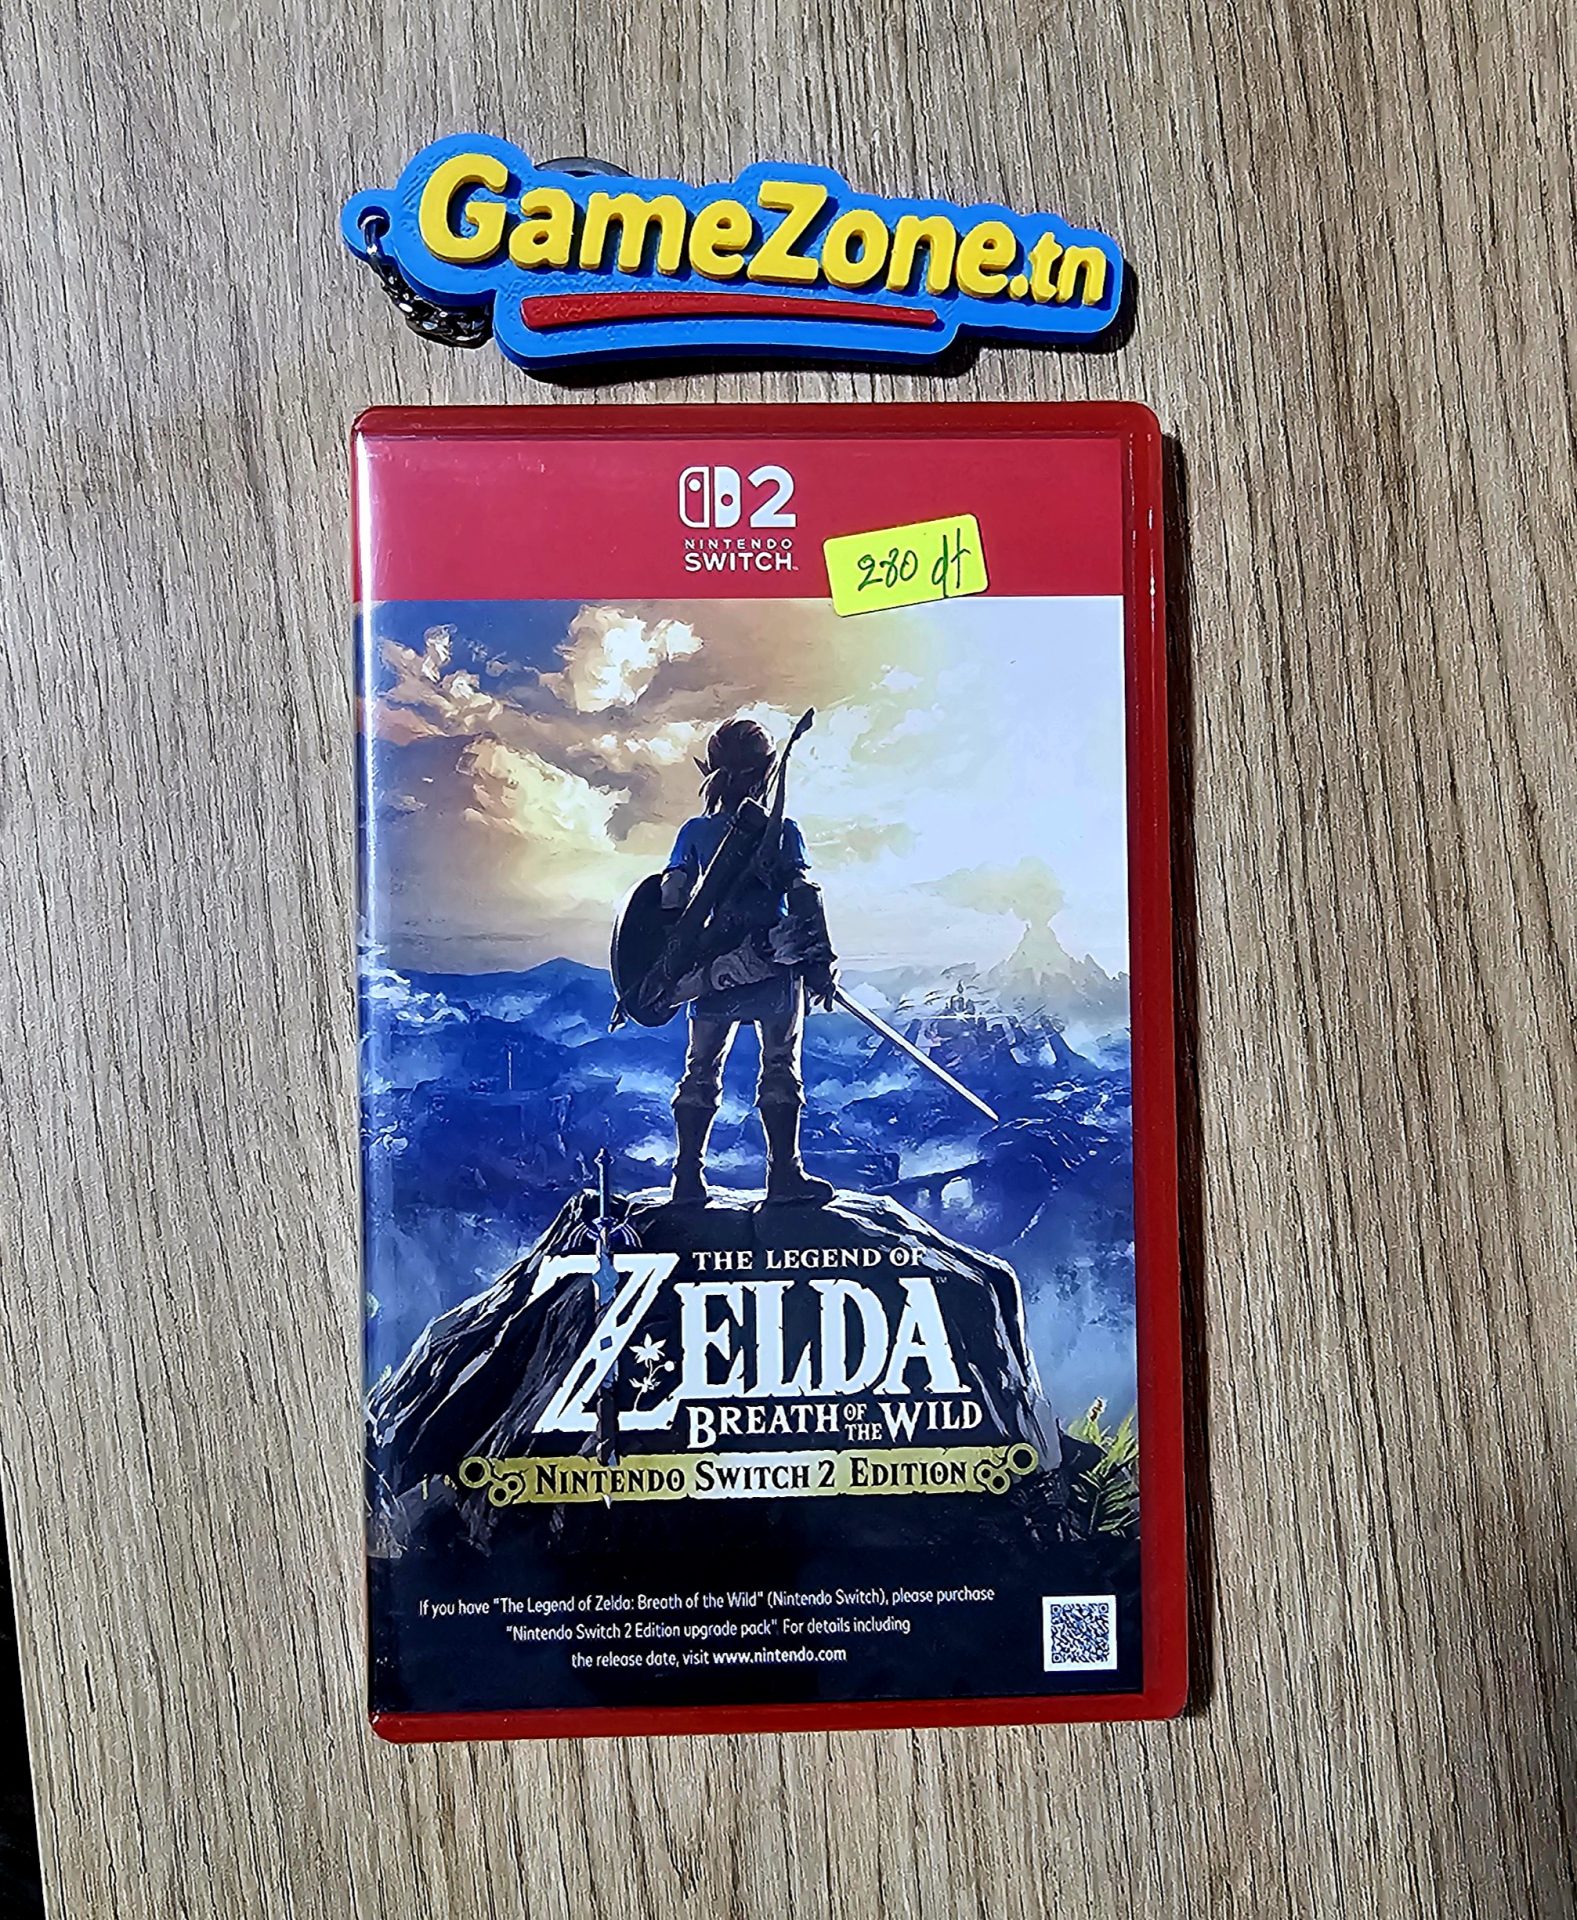 GameZone.tn
2
NINTENDO
SWITCH™
280 dt
THE LEGEND OF
ZELDA™
BREATH OF THE WILD
NINTENDO SWITCH 2 EDITION
If you have "The Legend of Zelda: Breath of the Wild" (Nintendo Switch), please purchase
"Nintendo Switch 2 Edition upgrade pack". For details including
the release date, visit www.nintendo.com